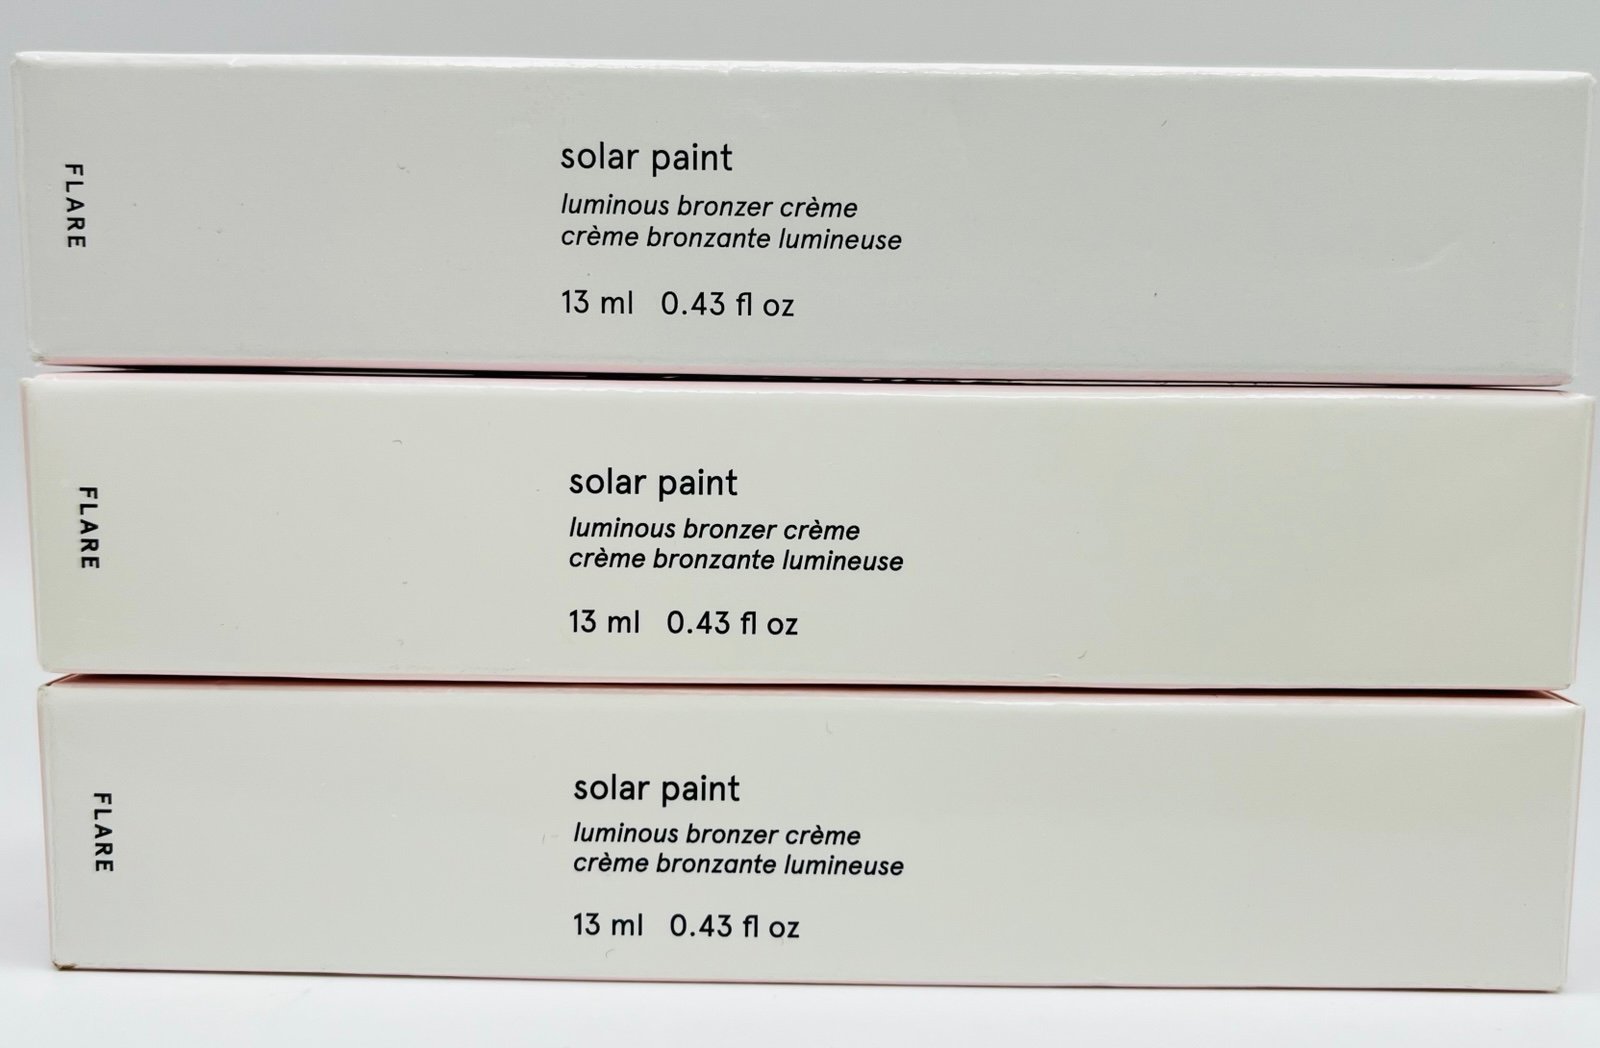 FLARE
solar paint
luminous bronzer crème
crème bronzante lumineuse
13 ml 0.43 fl oz
FLARE
solar paint
luminous bronzer crème
crème bronzante lumineuse
13 ml 0.43 fl oz
FLARE
solar paint
luminous bronzer crème
crème bronzante lumineuse
13 ml 0.43 fl oz